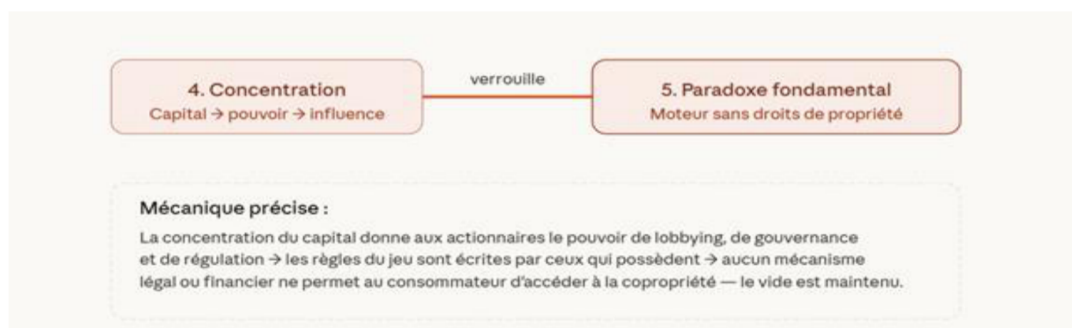 verrouille
4. Concentration
Capital → pouvoir → influence
5. Paradoxe fondamental
Moteur sans droits de propriété
Mécanique précise :
La concentration du capital donne aux actionnaires le pouvoir de lobbying, de gouvernance
et de régulation → les règles du jeu sont écrites par ceux qui possèdent → aucun mécanisme
légal ou financier ne permet au consommateur d'accéder à la copropriété — le vide est maintenu.